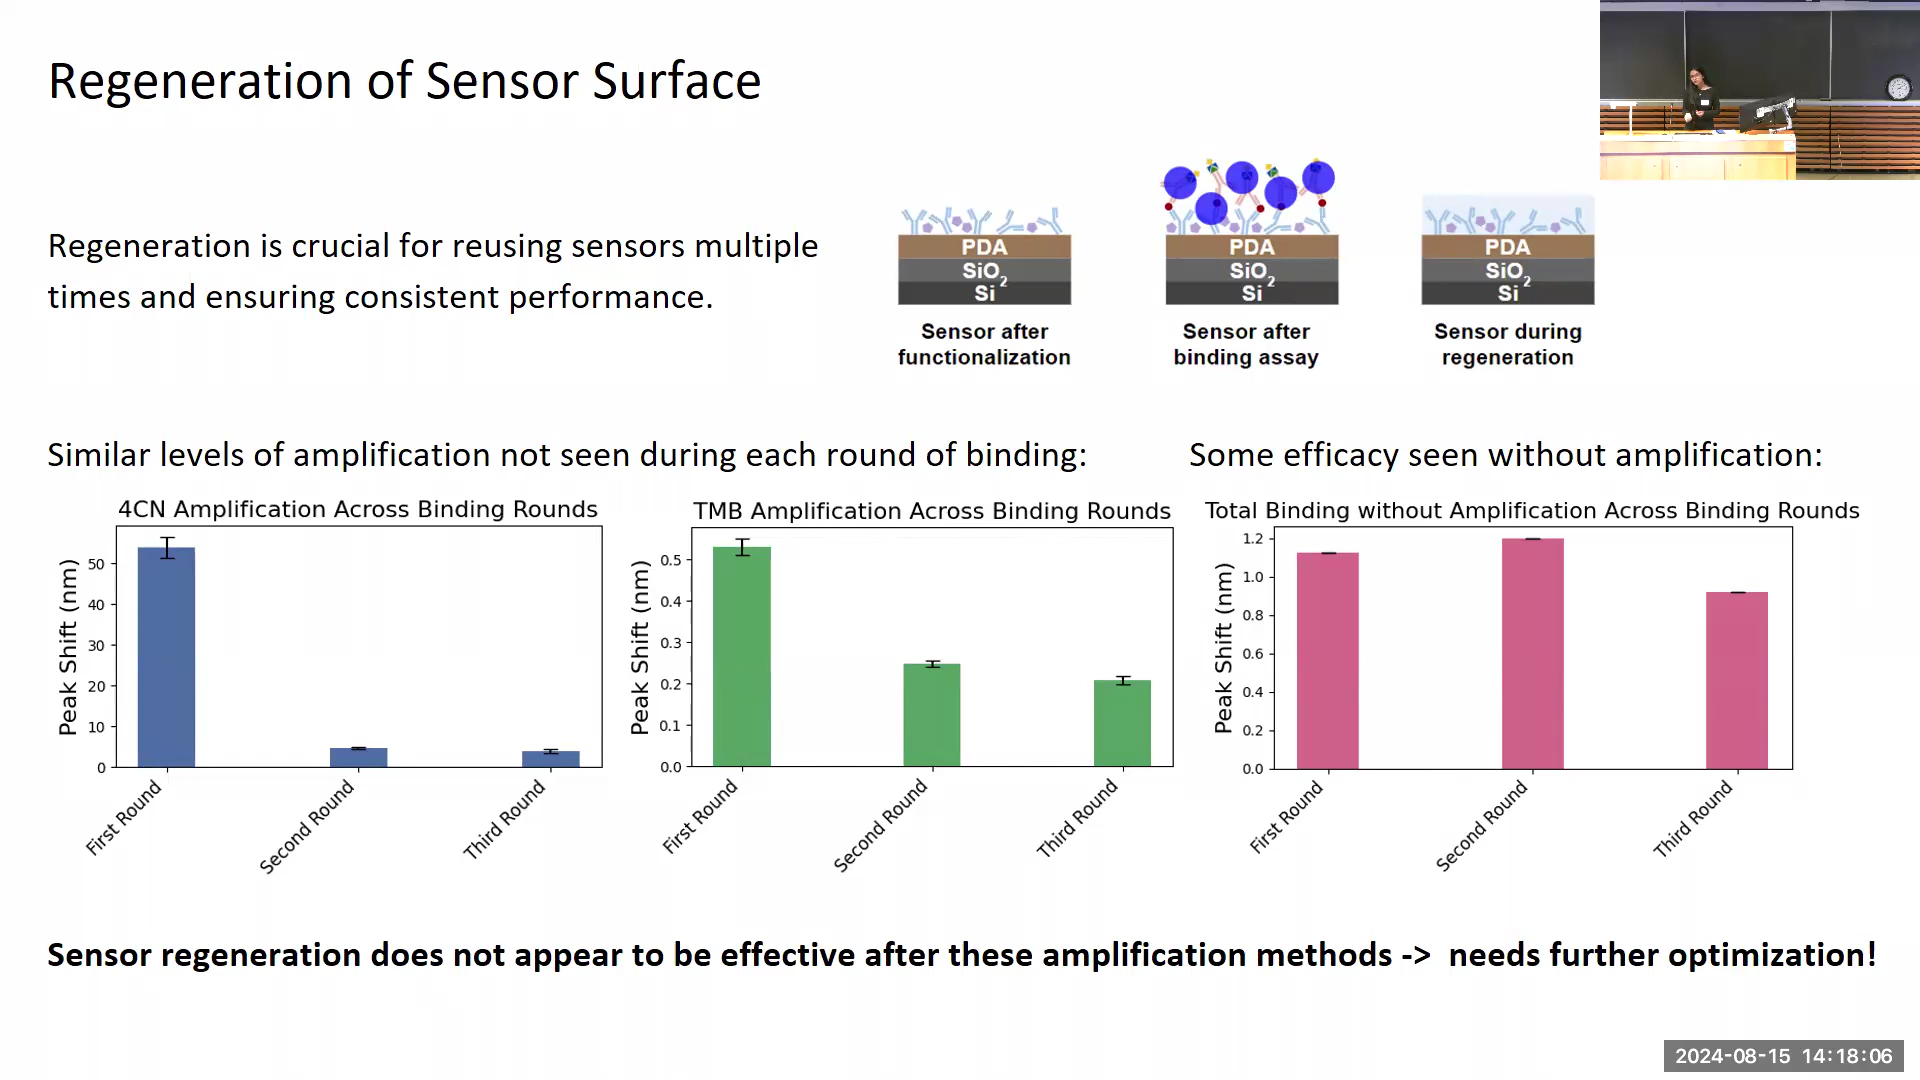 Regeneration of Sensor Surface
Regeneration is crucial for reusing sensors multiple
times and ensuring consistent performance.
PDA
SiO2
Si
Sensor after
functionalization
PDA
SiO2
Si
Sensor after
binding assay
PDA
SiO2
Si
Sensor during
regeneration
Similar levels of amplification not seen during each round of binding:
Some efficacy seen without amplification:
4CN Amplification Across Binding Rounds
Peak Shift (nm)
50
40
30
20
10
0
First Round
Second Round
Third Round
TMB Amplification Across Binding Rounds
Peak Shift (nm)
0.5
0.4
0.3
0.2
0.1
0.0
First Round
Second Round
Third Round
Total Binding without Amplification Across Binding Rounds
Peak Shift (nm)
1.2
1.0
0.8
0.6
0.4
0.2
0.0
First Round
Second Round
Third Round
Sensor regeneration does not appear to be effective after these amplification methods -> needs further optimization!
2024-08-15 14:18:06